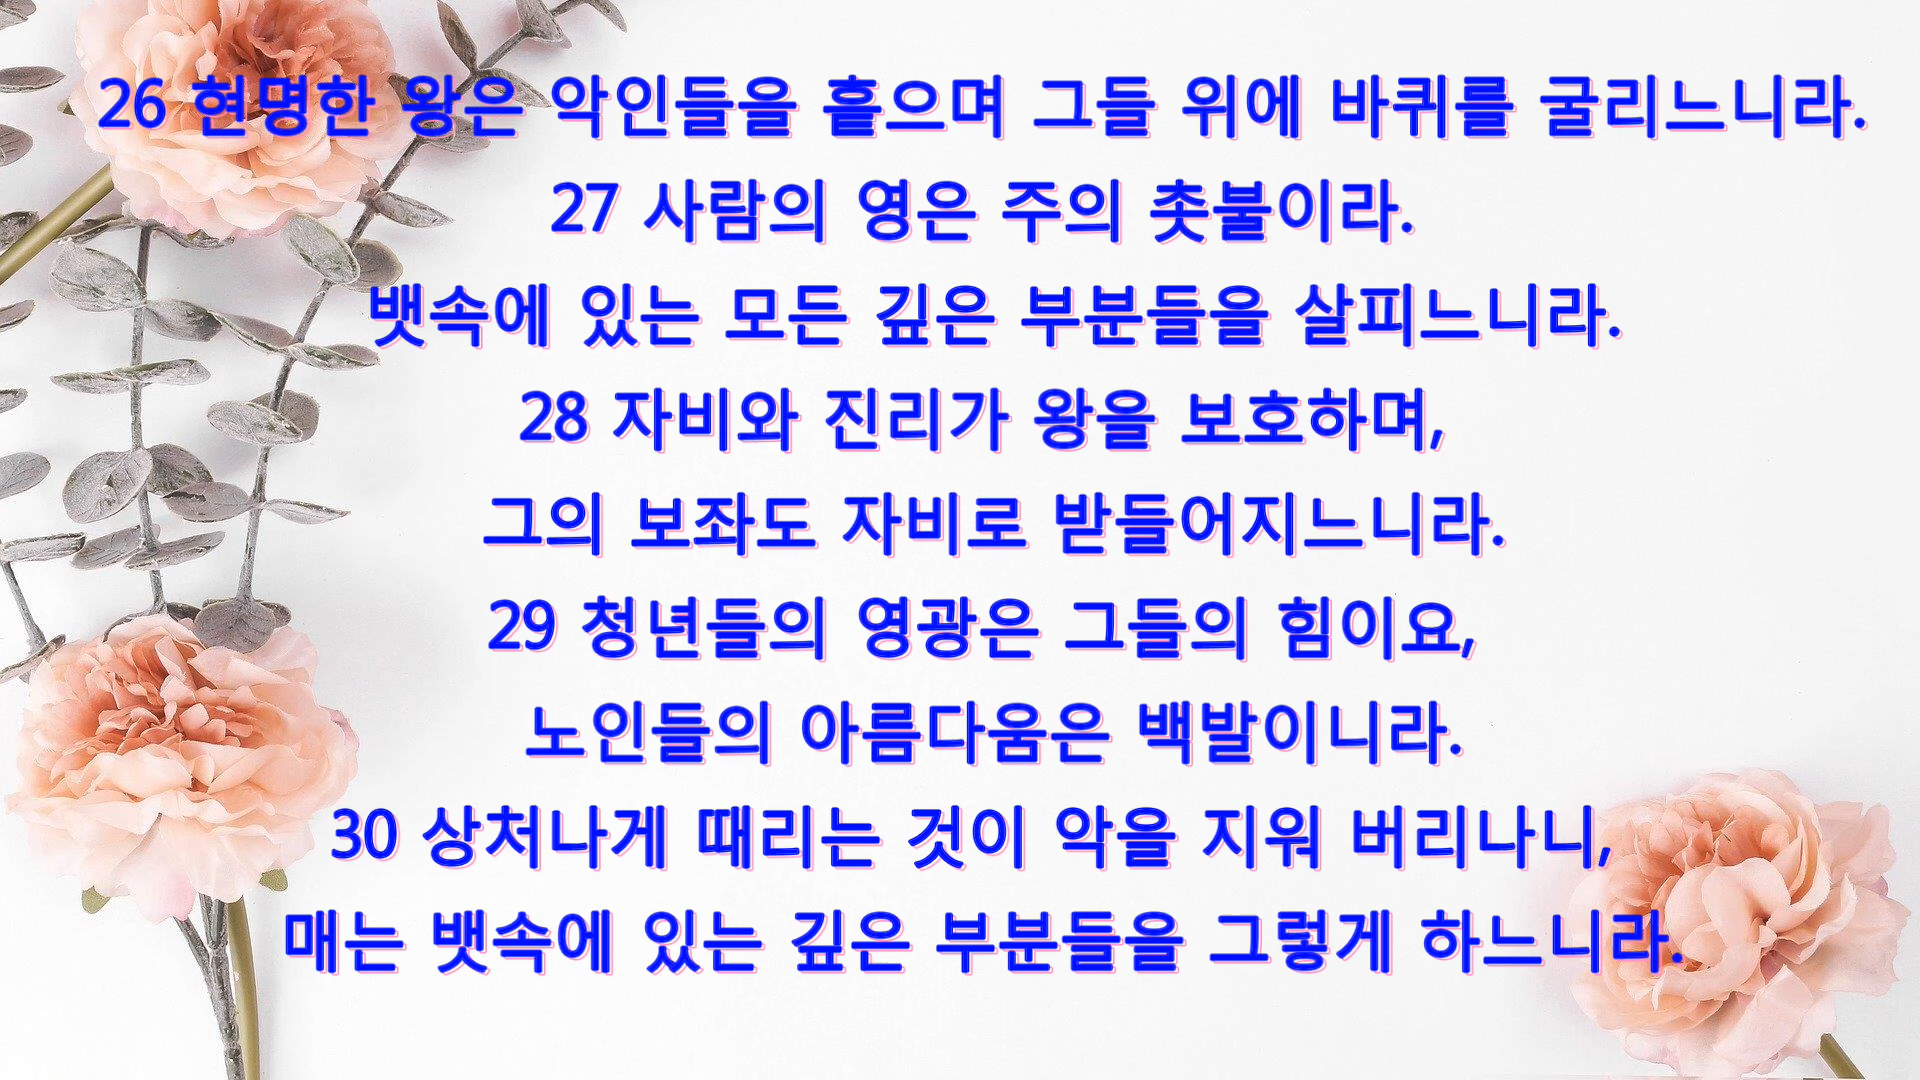 26 현명한 왕은 악인들을 흩으며 그들 위에 바퀴를 굴리느니라.
27 사람의 영은 주의 촛불이라.
뱃속에 있는 모든 깊은 부분들을 살피느니라.
28 자비와 진리가 왕을 보호하며,
그의 보좌도 자비로 받들어지느니라.
29 청년들의 영광은 그들의 힘이요,
노인들의 아름다움은 백발이니라.
30 상처나게 때리는 것이 악을 지워 버리나니,
매는 뱃속에 있는 깊은 부분들을 그렇게 하느니라.